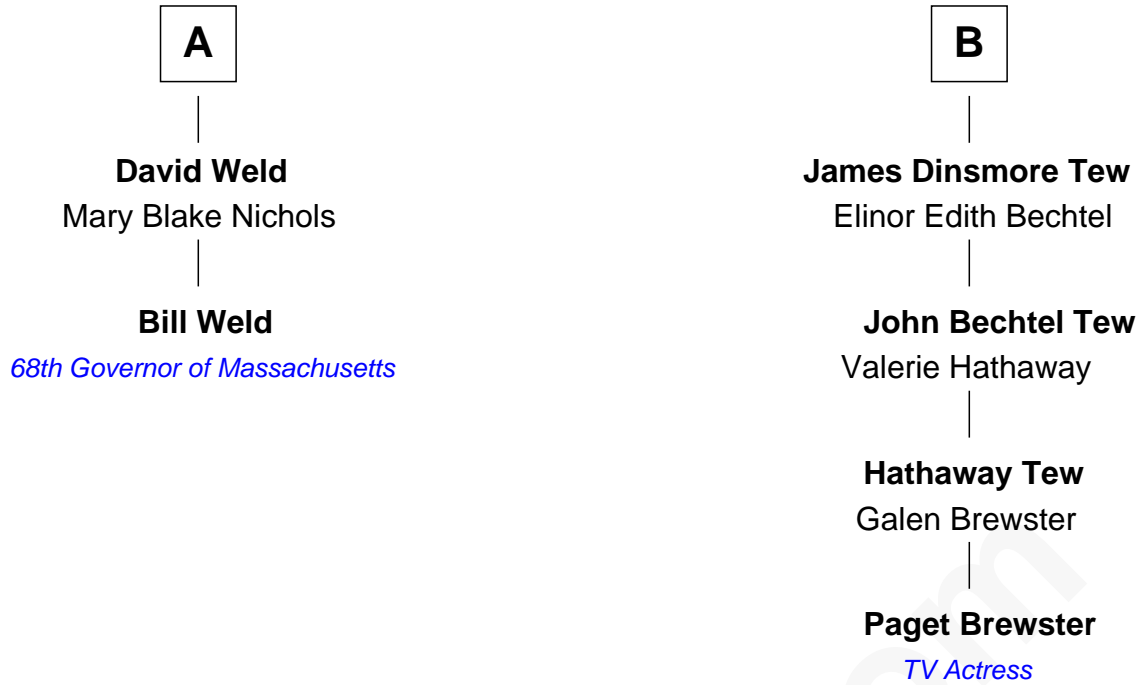 A
David Weld
Mary Blake Nichols
Bill Weld
68th Governor of Massachusetts
B
James Dinsmore Tew
Elinor Edith Bechtel
John Bechtel Tew
Valerie Hathaway
Hathaway Tew
Galen Brewster
Paget Brewster
TV Actress